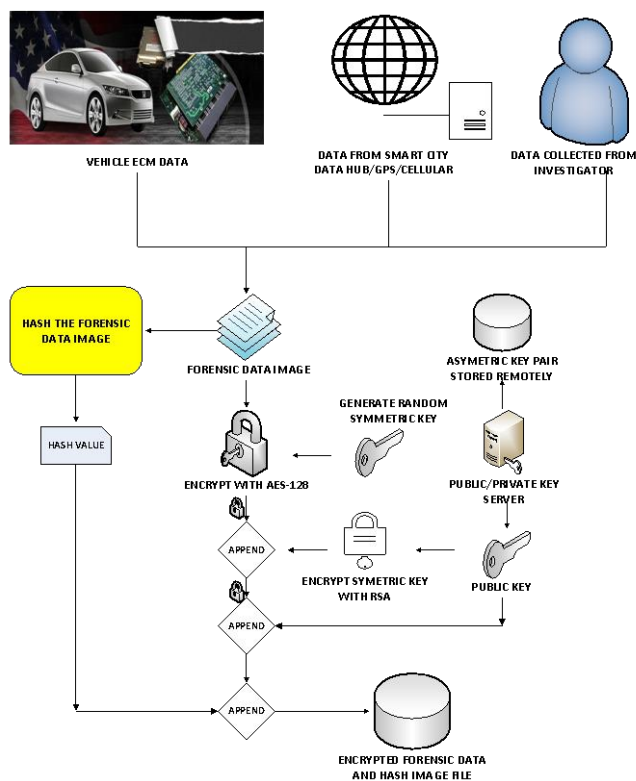 VEHICLE ECM DATA
DATA FROM SMART CITY
DATA HUB/GPS/CELLULAR
DATA COLLECTED FROM
INVESTIGATOR
HASH THE FORENSIC
DATA IMAGE
FORENSIC DATA IMAGE
ASYMETRIC KEY PAIR
STORED REMOTELY
GENERATE RANDOM
SYMMETRIC KEY
HASH VALUE
ENCRYPT WITH AES-128
PUBLIC/PRIVATE KEY
SERVER
APPEND
ENCRYPT SYMETRIC KEY
WITH RSA
PUBLIC KEY
APPEND
APPEND
ENCRYPTED FORENSIC DATA
AND HASH IMAGE FILE